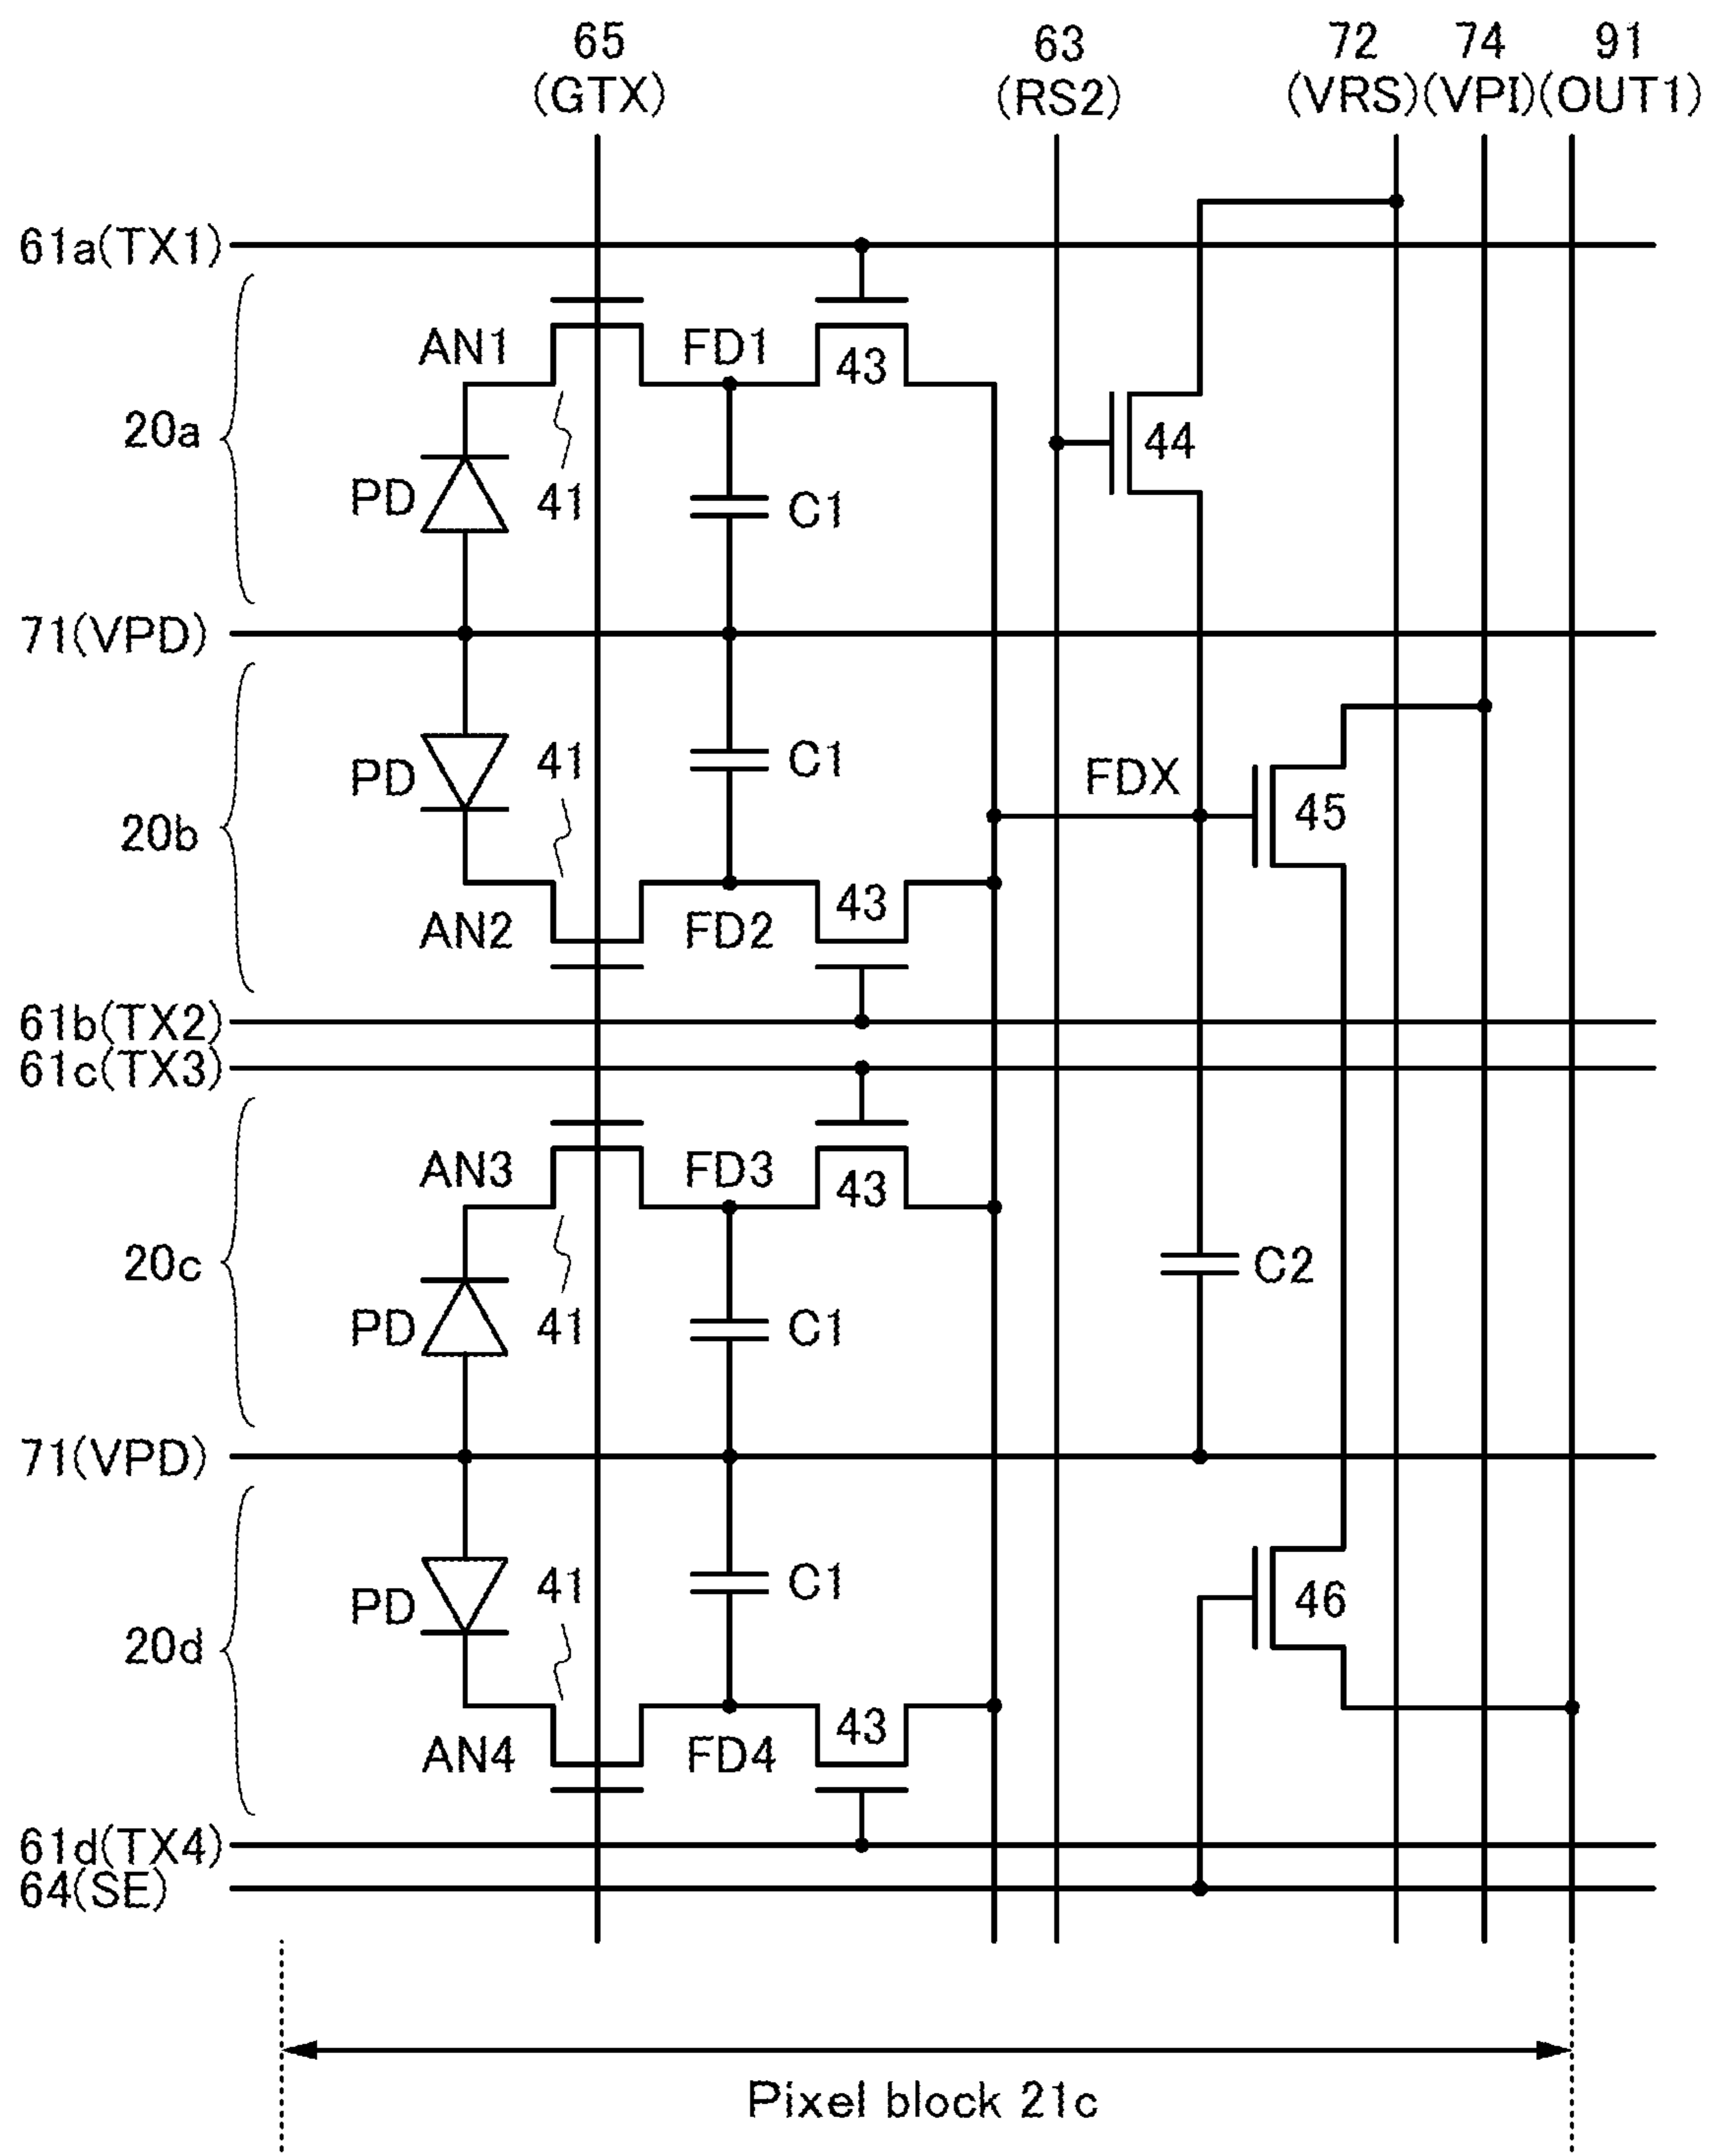 65
(GTX)
63
(RS2)
72
(VRS)
74
(VPI)
91
(OUT1)
61a(TX1)
AN1
FD1
43
20a
44
PD
41
C1
71(VPD)
41
C1
PD
FDX
45
20b
43
AN2
FD2
61b(TX2)
61c(TX3)
AN3
FD3
43
20c
C2
PD
41
C1
71(VPD)
41
C1
PD
46
20d
43
AN4
FD4
61d(TX4)
64(SE)
Pixel block 21c